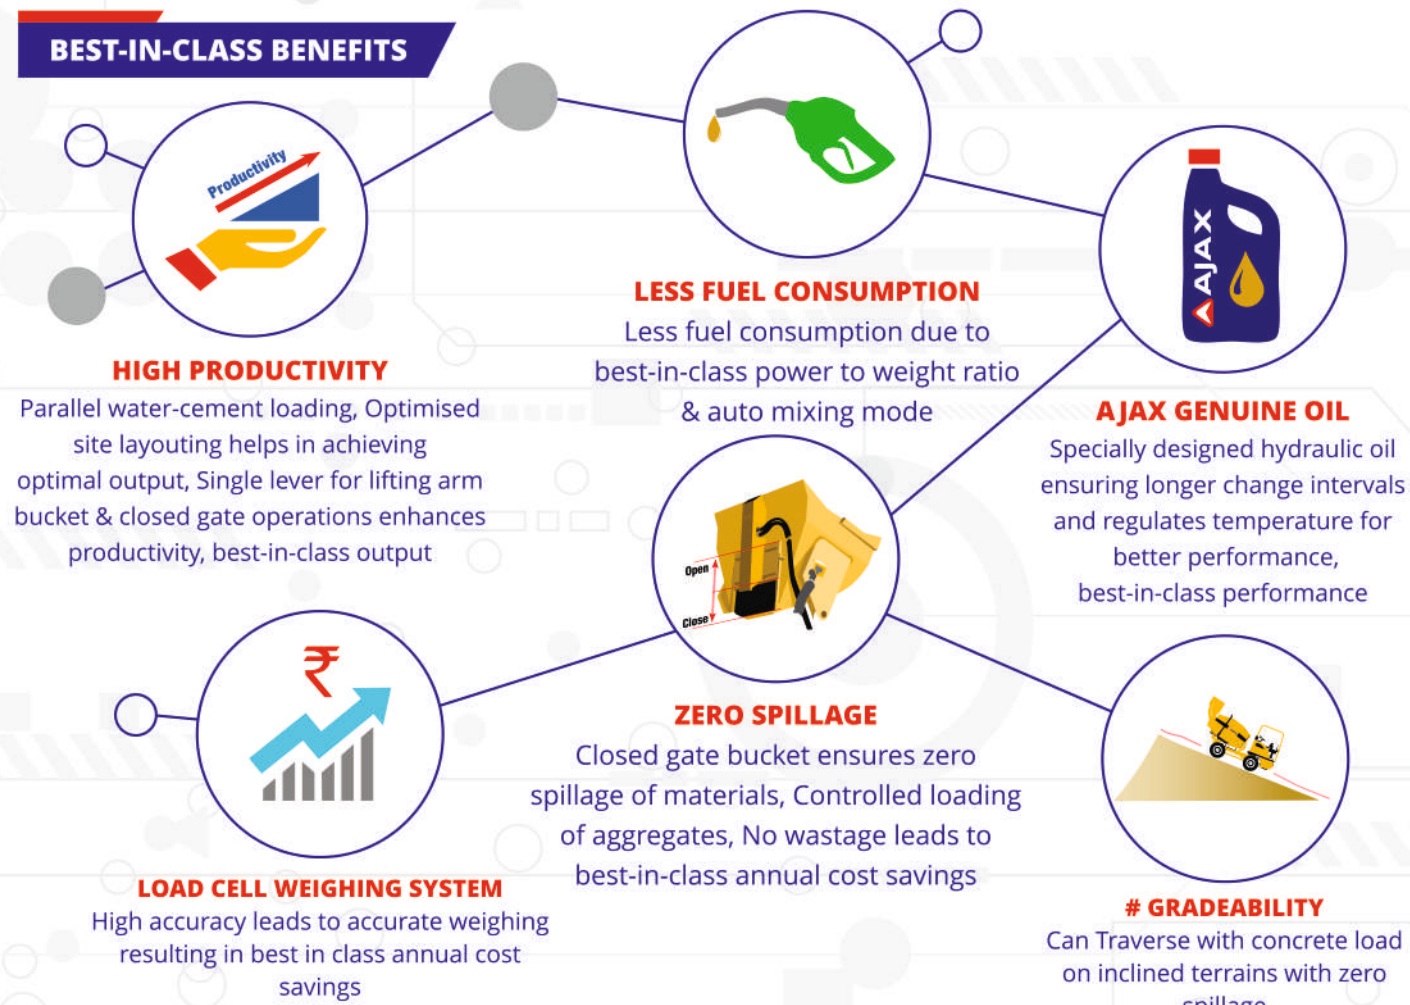 BEST-IN-CLASS BENEFITS
Productivity
HIGH PRODUCTIVITY
Parallel water-cement loading, Optimised
site layouting helps in achieving
optimal output, Single lever for lifting arm
bucket & closed gate operations enhances
productivity, best-in-class output
LESS FUEL CONSUMPTION
Less fuel consumption due to
best-in-class power to weight ratio
& auto mixing mode
AJAX
AJAX GENUINE OIL
Specially designed hydraulic oil
ensuring longer change intervals
and regulates temperature for
better performance,
best-in-class performance
₹
LOAD CELL WEIGHING SYSTEM
High accuracy leads to accurate weighing
resulting in best in class annual cost
savings
Open
Close
ZERO SPILLAGE
Closed gate bucket ensures zero
spillage of materials, Controlled loading
of aggregates, No wastage leads to
best-in-class annual cost savings
# GRADEABILITY
Can Traverse with concrete load
on inclined terrains with zero
spillage